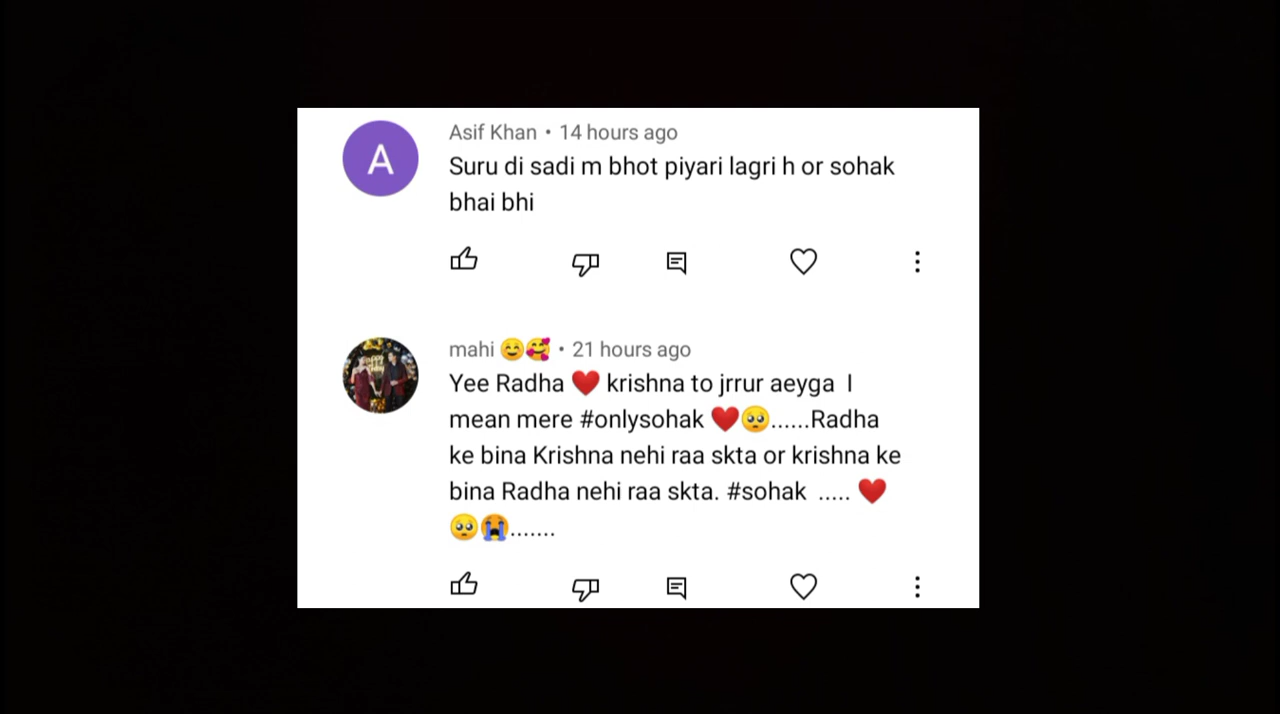 Asif Khan • 14 hours ago
A
Suru di sadi m bhot piyari lagri h or sohak
bhai bhi
mahi ☺️🥰 • 21 hours ago
Yee Radha ❤️ krishna to jrrur aeyga I
mean mere #onlysohak ❤️🥺......Radha
ke bina Krishna nehi raa skta or krishna ke
bina Radha nehi raa skta. #sohak ..... ❤️
🥺😭.......